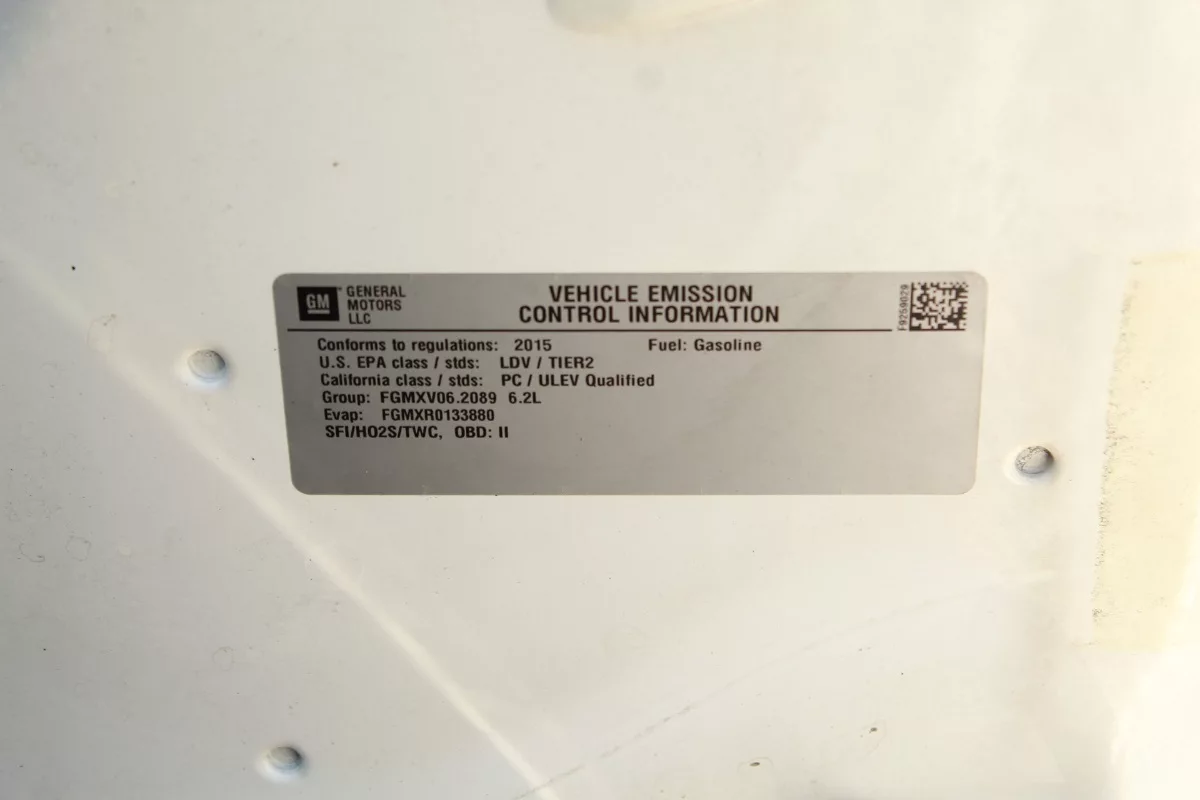 GM
GENERAL
MOTORS
LLC
VEHICLE EMISSION
CONTROL INFORMATION
F9259029
Conforms to regulations: 2015 Fuel: Gasoline
U.S. EPA class / stds: LDV / TIER2
California class / stds: PC / ULEV Qualified
Group: FGMXV06.2089 6.2L
Evap: FGMXR0133880
SFI/HO2S/TWC, OBD: II